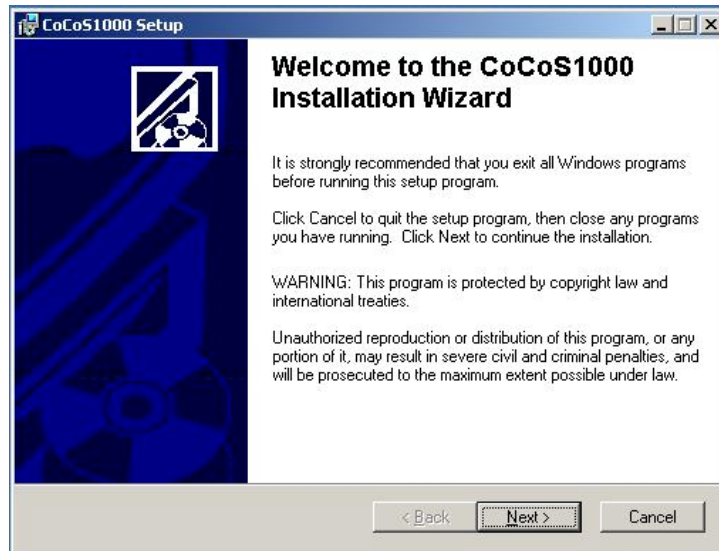 CoCoS1000 Setup
Welcome to the CoCoS1000
Installation Wizard
It is strongly recommended that you exit all Windows programs
before running this setup program.
Click Cancel to quit the setup program, then close any programs
you have running.  Click Next to continue the installation.
WARNING: This program is protected by copyright law and
international treaties.
Unauthorized reproduction or distribution of this program, or any
portion of it, may result in severe civil and criminal penalties, and
will be prosecuted to the maximum extent possible under law.
< Back Next > Cancel